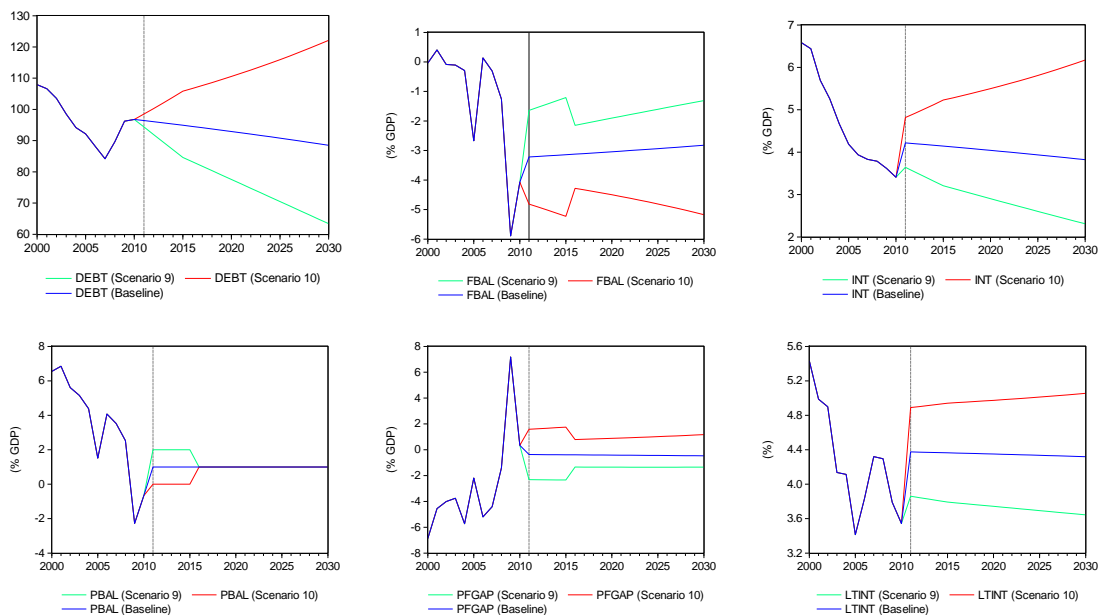 130
120
110
100
90
80
70
60
2000 2005 2010 2015 2020 2025 2030
DEBT (Scenario 9) DEBT (Scenario 10)
DEBT (Baseline)
(% GDP)
1
0
-1
-2
-3
-4
-5
-6
2000 2005 2010 2015 2020 2025 2030
FBAL (Scenario 9) FBAL (Scenario 10)
FBAL (Baseline)
(% GDP)
7
6
5
4
3
2
2000 2005 2010 2015 2020 2025 2030
INT (Scenario 9) INT (Scenario 10)
INT (Baseline)
(% GDP)
8
6
4
2
0
-2
-4
2000 2005 2010 2015 2020 2025 2030
PBAL (Scenario 9) PBAL (Scenario 10)
PBAL (Baseline)
(% GDP)
8
6
4
2
0
-2
-4
-6
-8
2000 2005 2010 2015 2020 2025 2030
PFGAP (Scenario 9) PFGAP (Scenario 10)
PFGAP (Baseline)
(%)
5.6
5.2
4.8
4.4
4.0
3.6
3.2
2000 2005 2010 2015 2020 2025 2030
LTINT (Scenario 9) LTINT (Scenario 10)
LTINT (Baseline)